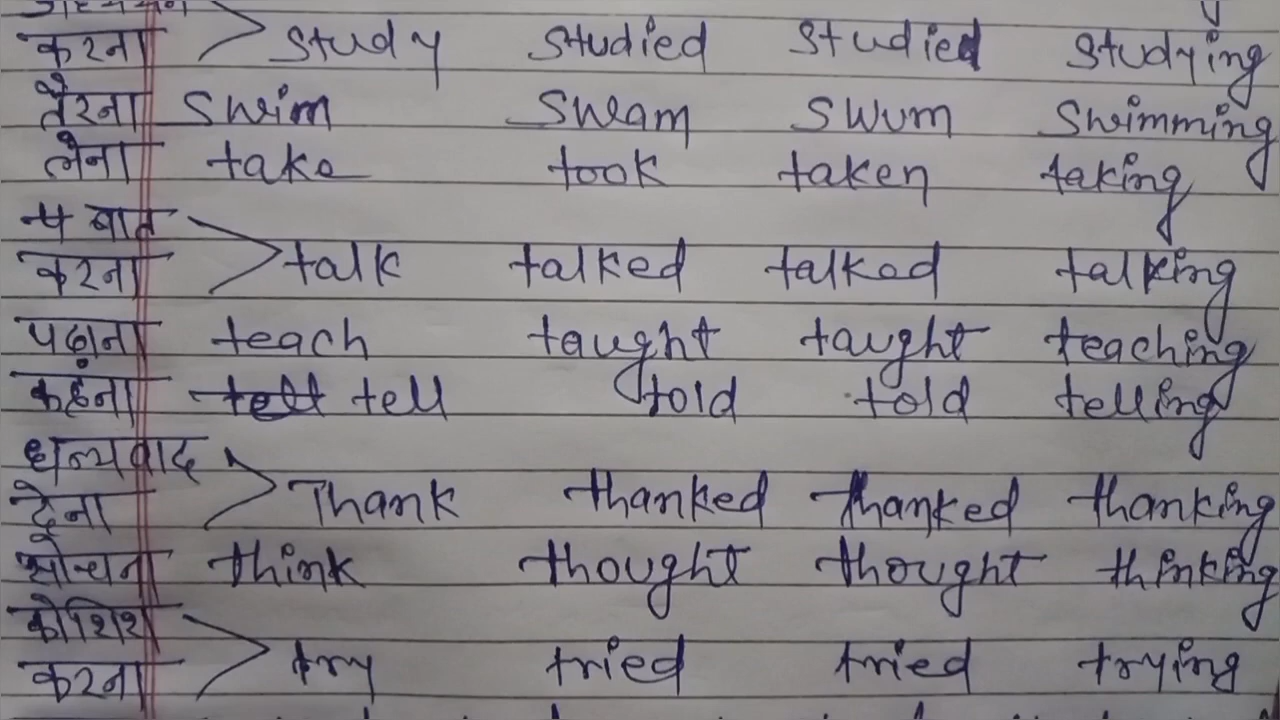 अध्ययन
करना > study studied studied studying
तैरना swim swam swum swimming
लेना take took taken taking
बात
करना > talk talked talked talking
पढ़ाना teach taught taught teaching
कहना tell told told telling
धन्यवाद
देना > Thank thanked thanked thanking
सोचना think thought thought thinking
कोशिश
करना > try tried tried trying